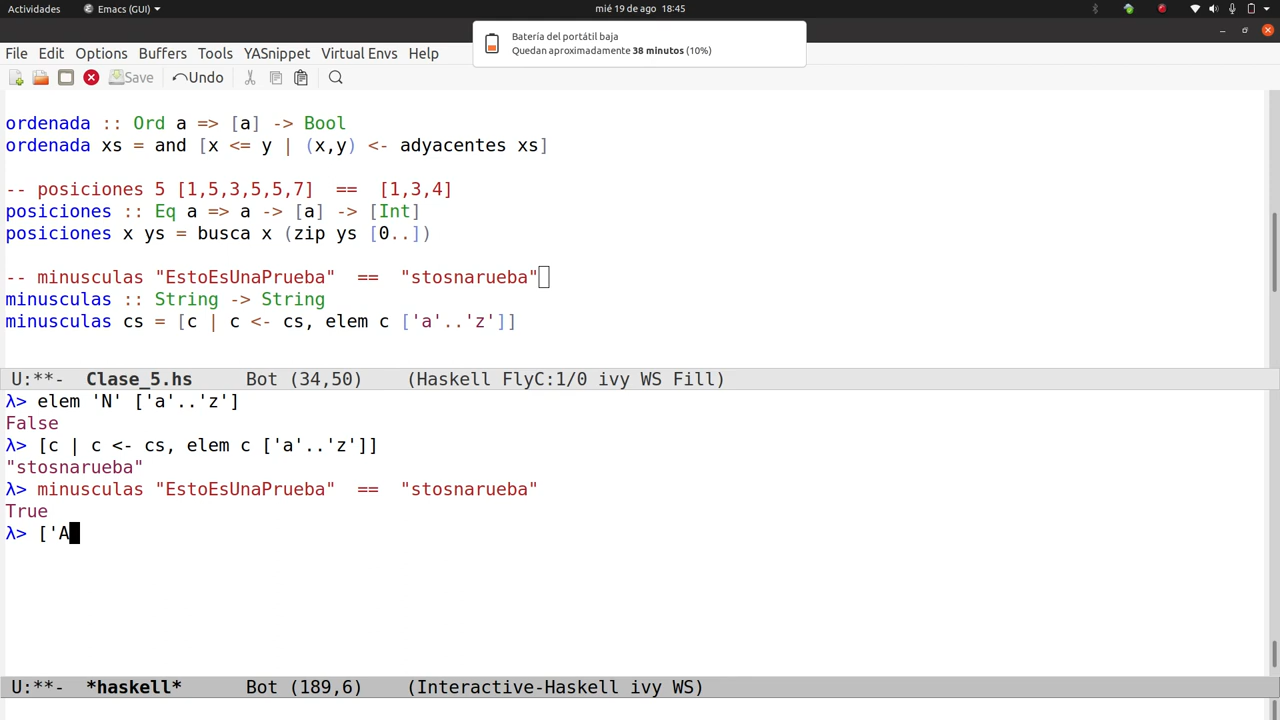 Actividades Emacs (GUI) mié 19 de ago 18:45
Batería del portátil baja
Quedan aproximadamente 38 minutos (10%)
File Edit Options Buffers Tools YASnippet Virtual Envs Help
Save Undo
ordenada :: Ord a => [a] -> Bool
ordenada xs = and [x <= y | (x,y) <- adyacentes xs]
-- posiciones 5 [1,5,3,5,5,7]  ==  [1,3,4]
posiciones :: Eq a => a -> [a] -> [Int]
posiciones x ys = busca x (zip ys [0..])
-- minusculas "EstoEsUnaPrueba"  ==  "stosnarueba"
minusculas :: String -> String
minusculas cs = [c | c <- cs, elem c ['a'..'z']]
U:**-  Clase_5.hs     Bot (34,50)    (Haskell FlyC:1/0 ivy WS Fill)
λ> elem 'N' ['a'..'z']
False
λ> [c | c <- cs, elem c ['a'..'z']]
"stosnarueba"
λ> minusculas "EstoEsUnaPrueba"  ==  "stosnarueba"
True
λ> ['A
U:**-  *haskell*      Bot (189,6)    (Interactive-Haskell ivy WS)